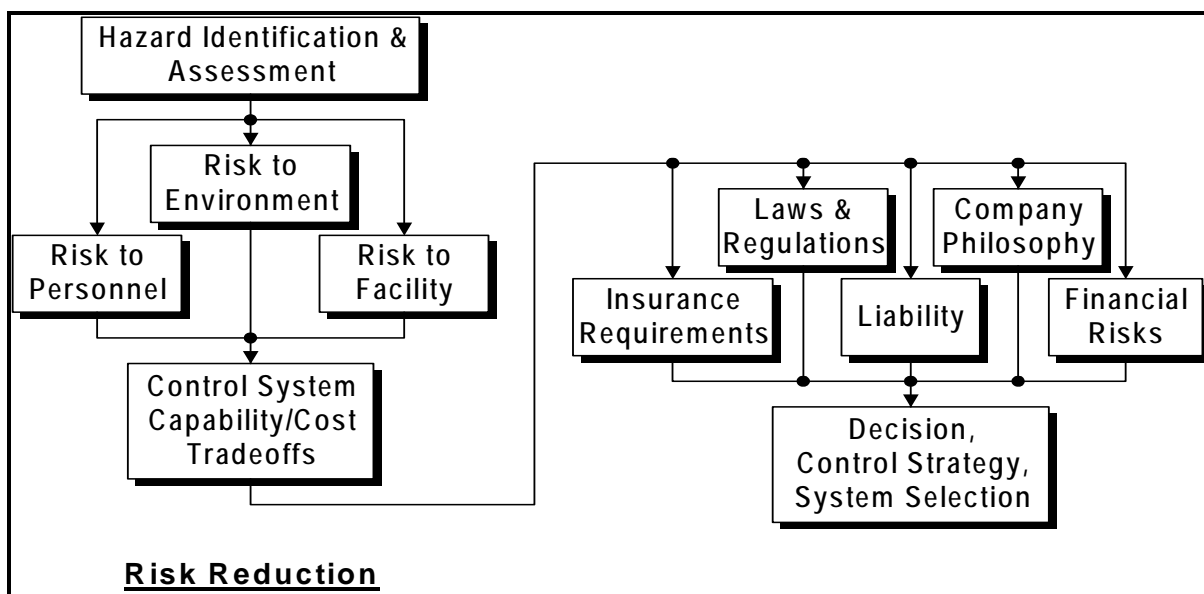 Hazard Identification &
Assessment
Risk to
Environment
Risk to
Personnel
Risk to
Facility
Control System
Capability/Cost
Tradeoffs
Laws &
Regulations
Company
Philosophy
Insurance
Requirements
Liability
Financial
Risks
Decision,
Control Strategy,
System Selection
Risk Reduction